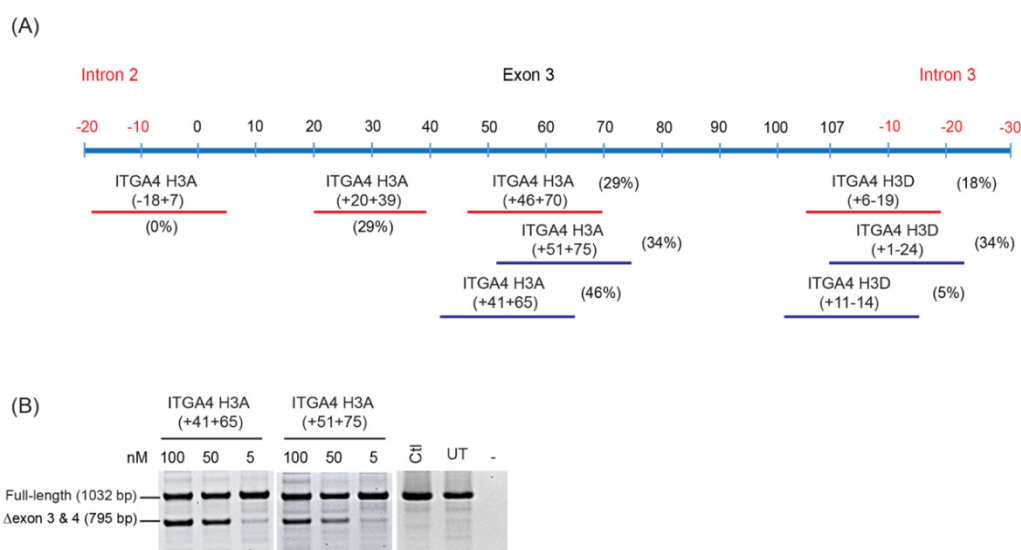 (A)
Intron 2 Exon 3 Intron 3
-20 -10 0 10 20 30 40 50 60 70 80 90 100 107 -10 -20 -30
ITGA4 H3A
(-18+7)
(0%)
ITGA4 H3A
(+20+39)
(29%)
ITGA4 H3A (29%)
(+46+70)
ITGA4 H3D (18%)
(+6-19)
ITGA4 H3A (34%)
(+51+75)
ITGA4 H3D (34%)
(+1-24)
ITGA4 H3A (46%)
(+41+65)
ITGA4 H3D (5%)
(+11-14)
(B)
ITGA4 H3A
(+41+65)
ITGA4 H3A
(+51+75)
nM 100 50 5 100 50 5 Ctl UT -
Full-length (1032 bp)
Δexon 3 & 4 (795 bp)